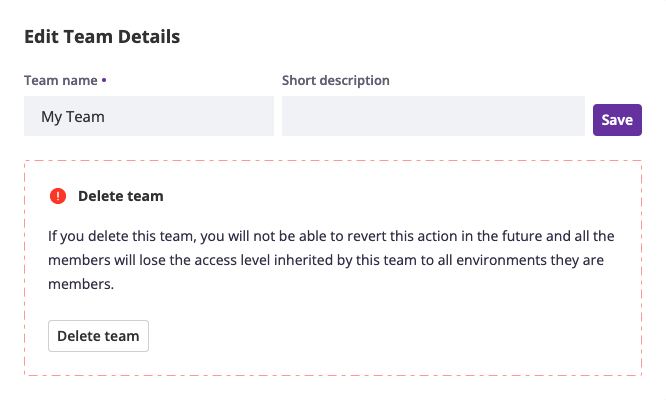 Edit Team Details
Team name •
Short description
My Team
Save
Delete team
If you delete this team, you will not be able to revert this action in the future and all the
members will lose the access level inherited by this team to all environments they are
members.
Delete team